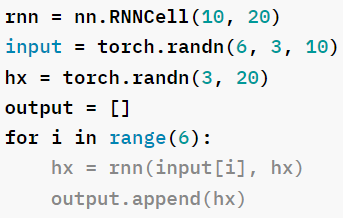 rnn = nn.RNNCell(10, 20)
input = torch.randn(6, 3, 10)
hx = torch.randn(3, 20)
output = []
for i in range(6):
    hx = rnn(input[i], hx)
    output.append(hx)